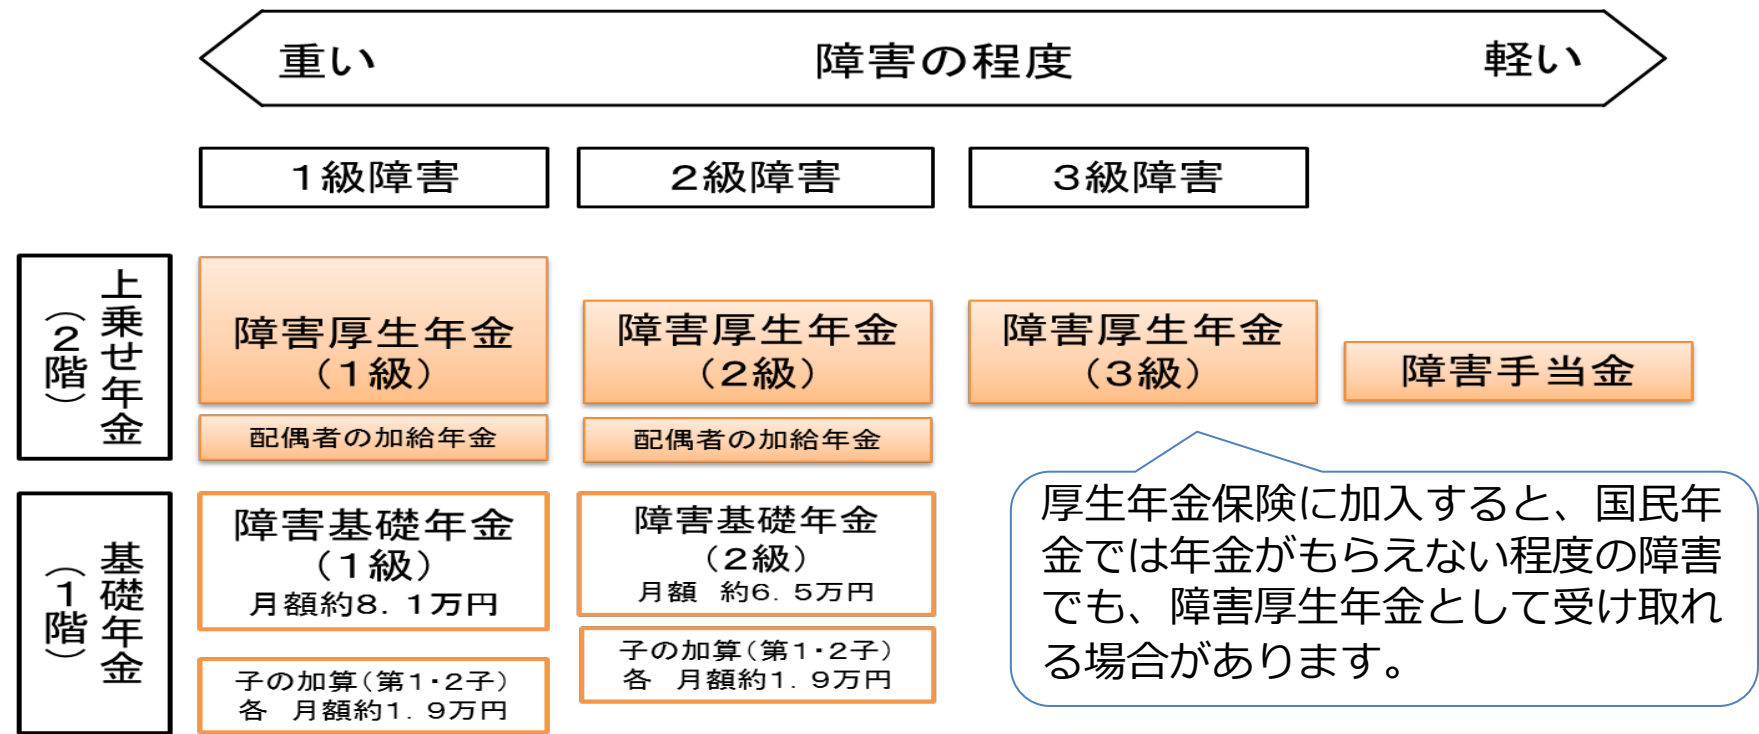 重い 障害の程度 軽い
1級障害 2級障害 3級障害
上乗せ年金
(2階)
障害厚生年金
(1級)
障害厚生年金
(2級)
障害厚生年金
(3級)
障害手当金
配偶者の加給年金
配偶者の加給年金
基礎年金
(1階)
障害基礎年金
(1級)
月額約8.1万円
子の加算(第1・2子)
各 月額約1.9万円
障害基礎年金
(2級)
月額 約6.5万円
子の加算(第1・2子)
各 月額約1.9万円
厚生年金保険に加入すると、国民年
金では年金がもらえない程度の障害
でも、障害厚生年金として受け取れ
る場合があります。